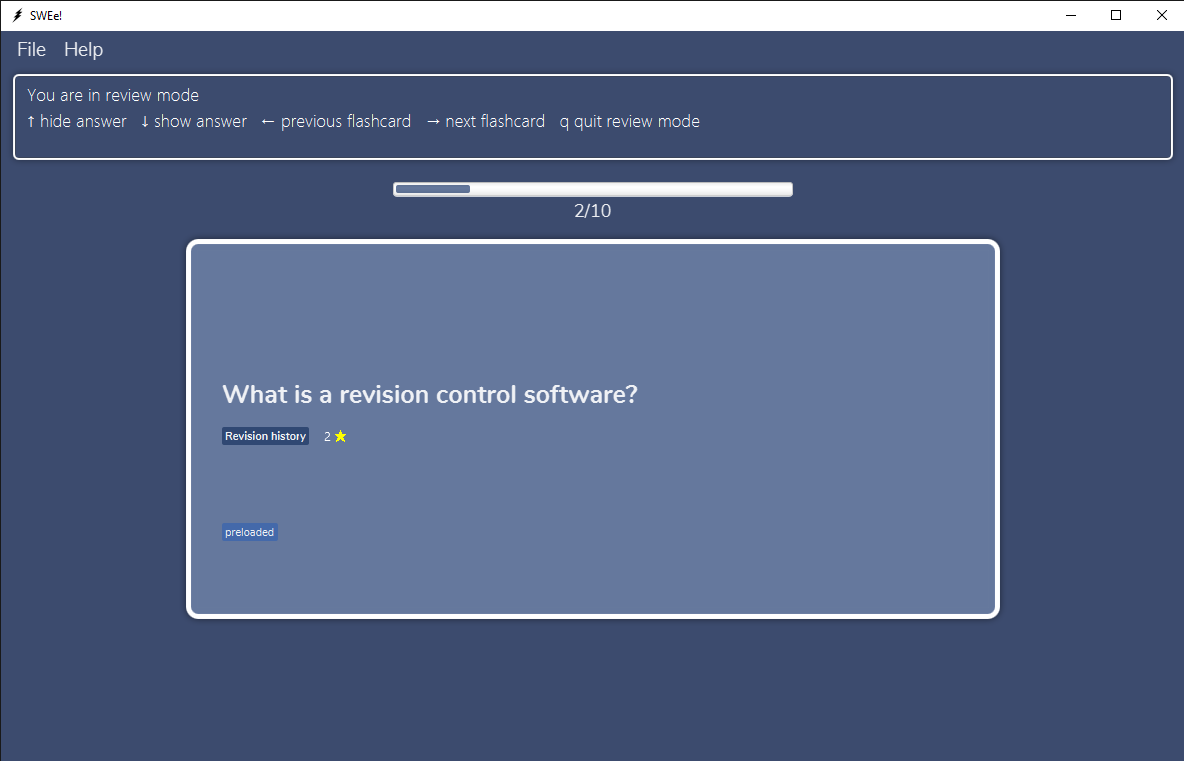 SWEe!
File Help
You are in review mode
↑ hide answer ↓ show answer ← previous flashcard → next flashcard q quit review mode
2/10
What is a revision control software?
Revision history 2 ★
preloaded